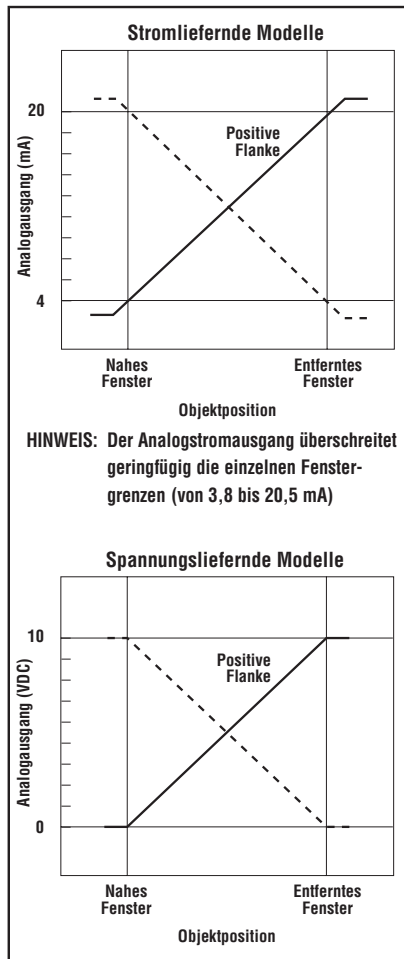 Stromliefernde Modelle
20
4
Analogausgang (mA)
Positive
Flanke
Nahes
Fenster
Entferntes
Fenster
Objektposition
HINWEIS: Der Analogstromausgang überschreitet
geringfügig die einzelnen Fenster-
grenzen (von 3,8 bis 20,5 mA)
Spannungsliefernde Modelle
10
0
Analogausgang (VDC)
Positive
Flanke
Nahes
Fenster
Entferntes
Fenster
Objektposition